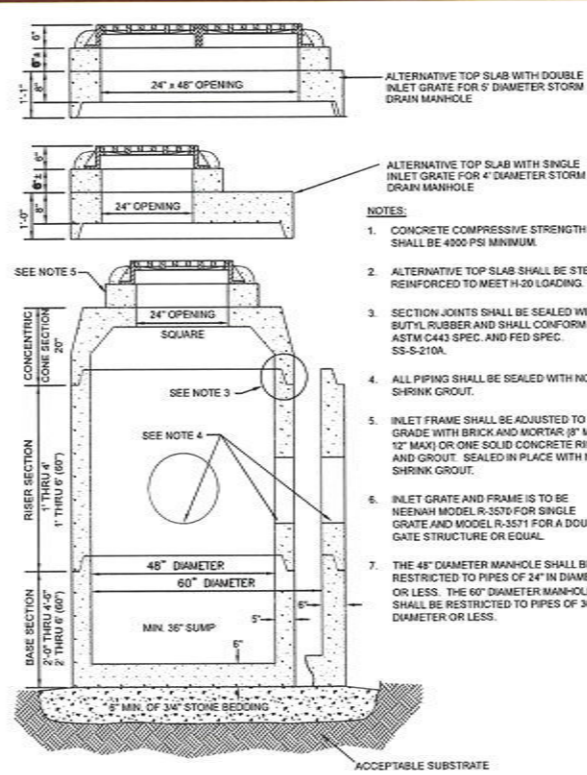 6"
6"±
8"
1'-1"
24" x 48" OPENING
ALTERNATIVE TOP SLAB WITH DOUBLE
INLET GRATE FOR 5' DIAMETER STORM
DRAIN MANHOLE
6"
6"±
8"
1'-0"
24" OPENING
ALTERNATIVE TOP SLAB WITH SINGLE
INLET GRATE FOR 4' DIAMETER STORM
DRAIN MANHOLE
NOTES:
1. CONCRETE COMPRESSIVE STRENGTH
SHALL BE 4000 PSI MINIMUM.
2. ALTERNATIVE TOP SLAB SHALL BE
REINFORCED TO MEET H-20 LOADING.
3. SECTION JOINTS SHALL BE SEALED
BUTYL RUBBER AND SHALL CONFORM
ASTM C443 SPEC. AND FED SPEC.
SS-S-210A.
4. ALL PIPING SHALL BE SEALED WITH
SHRINK GROUT.
5. INLET FRAME SHALL BE ADJUSTED TO
GRADE WITH BRICK AND MORTAR (8"
12" MAX) OR ONE SOLID CONCRETE
AND GROUT. SEALED IN PLACE WITH
SHRINK GROUT.
6. INLET GRATE AND FRAME IS TO BE
NEENAH MODEL R-3570 FOR SINGLE
GRATE AND MODEL R-3571 FOR A
GATE STRUCTURE OR EQUAL.
7. THE 48" DIAMETER MANHOLE SHALL
RESTRICTED TO PIPES OF 24" IN
OR LESS. THE 60" DIAMETER
SHALL BE RESTRICTED TO PIPES OF
DIAMETER OR LESS.
SEE NOTE 5
24" OPENING
SQUARE
CONCENTRIC
CONE SECTION
20"
SEE NOTE 3
SEE NOTE 4
RISER SECTION
1' THRU 4'
1' THRU 6' (60")
48" DIAMETER
60" DIAMETER
BASE SECTION
2'-0" THRU 4'-6"
2' THRU 6' (60")
MIN. 36" SUMP
5"
6"
6"
6" MIN. OF 3/4" STONE BEDDING
ACCEPTABLE SUBSTRATE